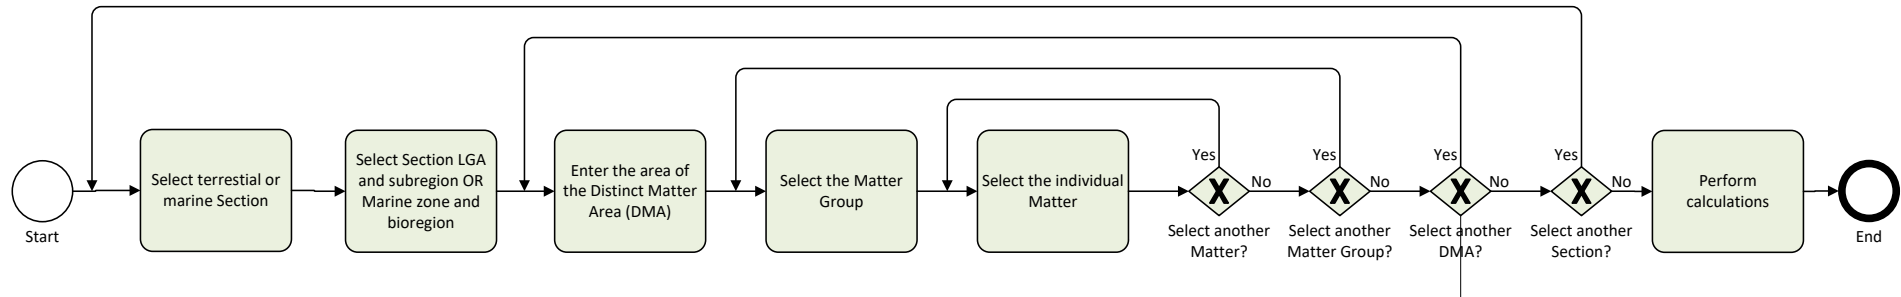 Start
Select terrestial or
marine Section
Select Section LGA
and subregion OR
Marine zone and
bioregion
Enter the area of
the Distinct Matter
Area (DMA)
Select the Matter
Group
Select the individual
Matter
Yes
X
No
Select another
Matter?
Yes
X
No
Select another
Matter Group?
Yes
X
No
Select another
DMA?
Yes
X
No
Select another
Section?
Perform
calculations
End